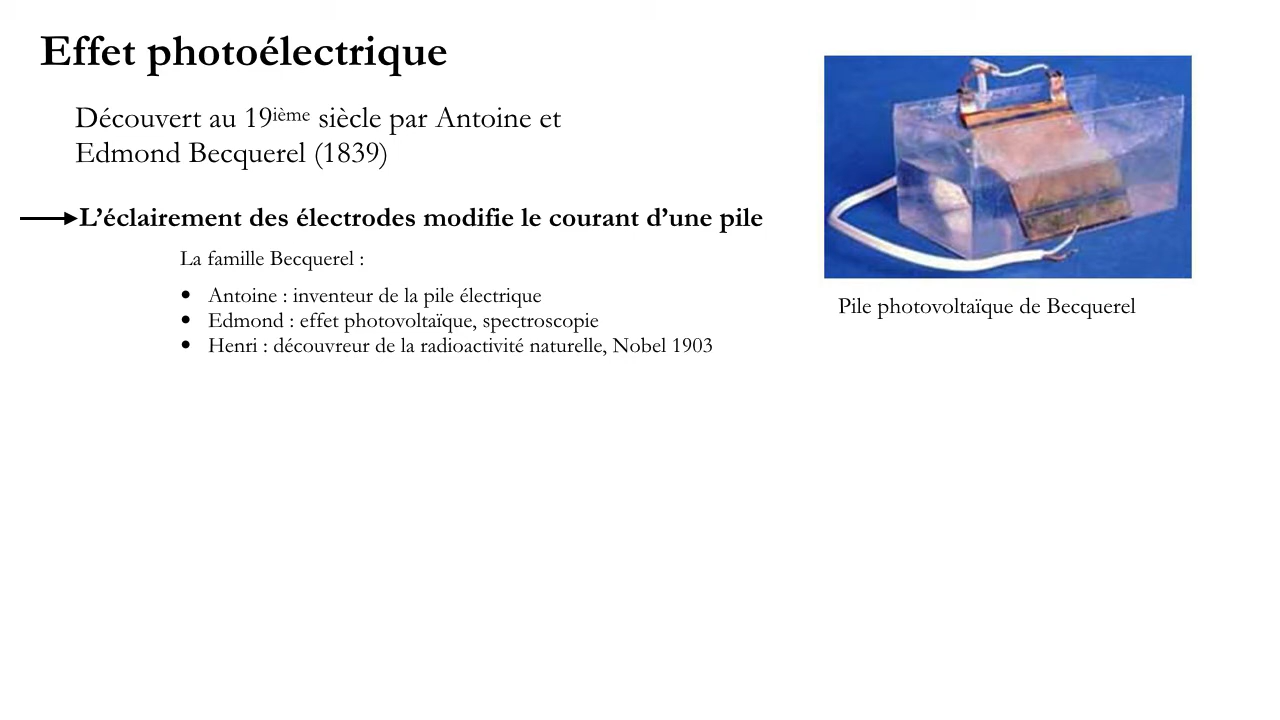 Effet photoélectrique
Découvert au 19ième siècle par Antoine et
Edmond Becquerel (1839)
L’éclairement des électrodes modifie le courant d’une pile
La famille Becquerel :
• Antoine : inventeur de la pile électrique
• Edmond : effet photovoltaïque, spectroscopie
• Henri : découvreur de la radioactivité naturelle, Nobel 1903
Pile photovoltaïque de Becquerel